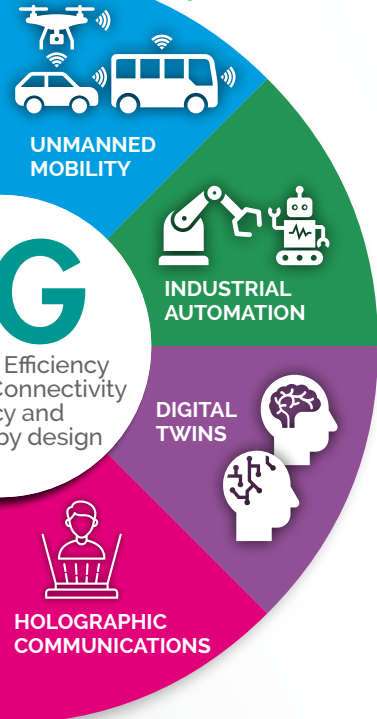 UNMANNED
MOBILITY
INDUSTRIAL
AUTOMATION
G
Efficiency
Connectivity
cy and
by design
DIGITAL
TWINS
HOLOGRAPHIC
COMMUNICATIONS